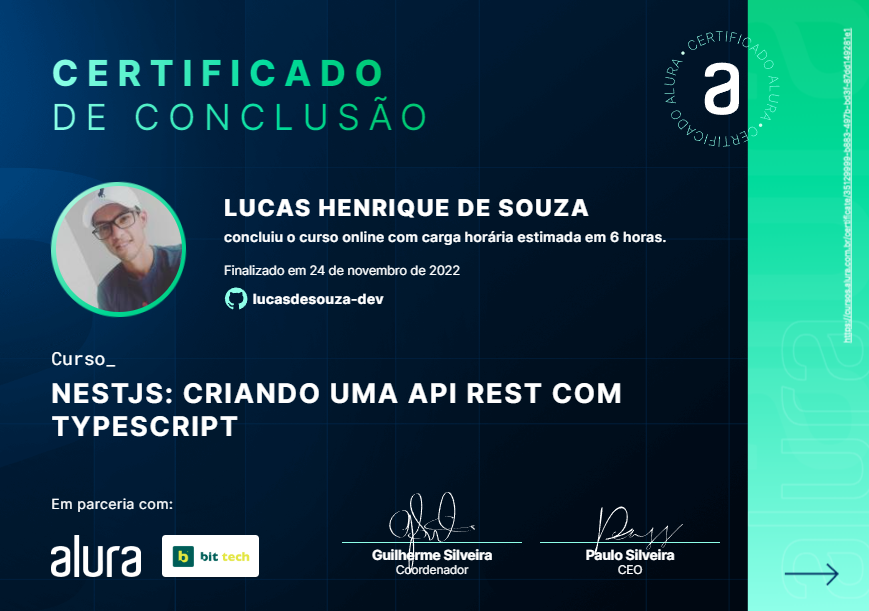 CERTIFICADO
DE CONCLUSÃO
CERTIFICADO ALURA • CERTIFICADO ALURA •
a
LUCAS HENRIQUE DE SOUZA
concluiu o curso online com carga horária estimada em 6 horas.
Finalizado em 24 de novembro de 2022
lucasdesouza-dev
Curso_
NESTJS: CRIANDO UMA API REST COM
TYPESCRIPT
Em parceria com:
alura
b bit tech
Guilherme Silveira
Coordenador
Paulo Silveira
CEO
alura